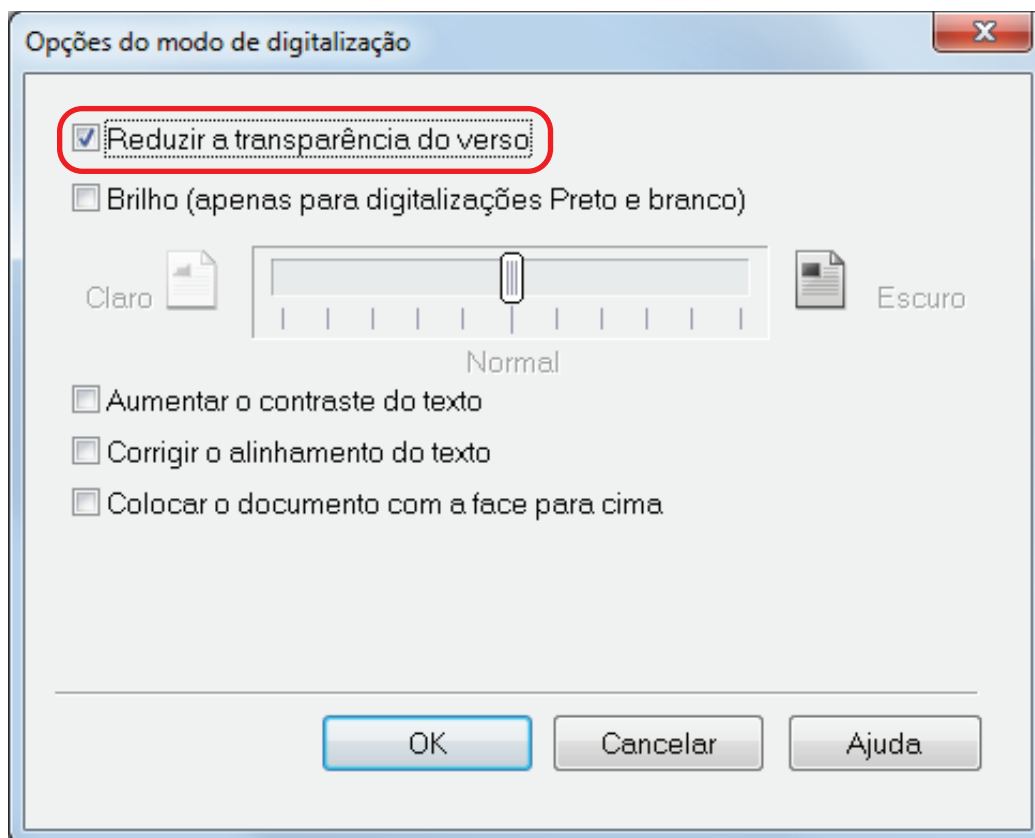 Opções do modo de digitalização
Reduzir a transparência do verso
Brilho (apenas para digitalizações Preto e branco)
Claro
Escuro
Normal
Aumentar o contraste do texto
Corrigir o alinhamento do texto
Colocar o documento com a face para cima
OK Cancelar Ajuda